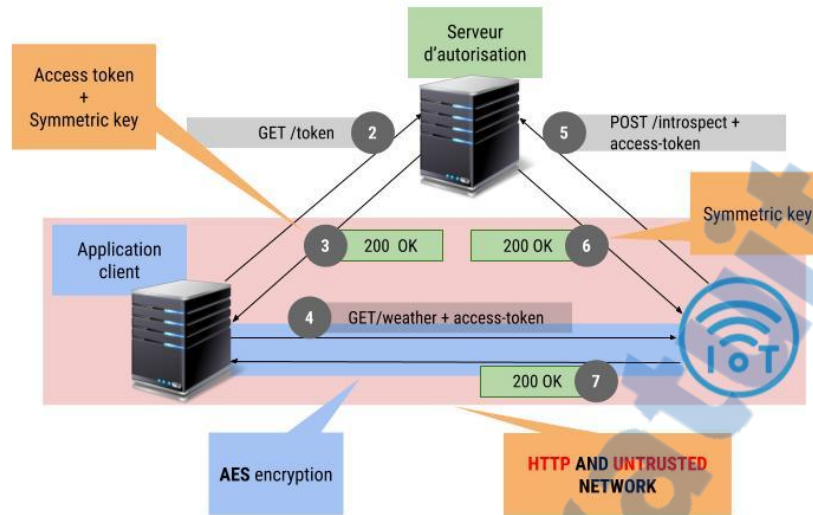 Serveur
d'autorisation
Access token
+
Symmetric key
GET /token
2
5
POST /introspect +
access-token
Symmetric key
Application
client
3
200 OK
200 OK
6
4
GET/weather + access-token
IoT
200 OK
7
AES encryption
HTTP AND UNTRUSTED
NETWORK